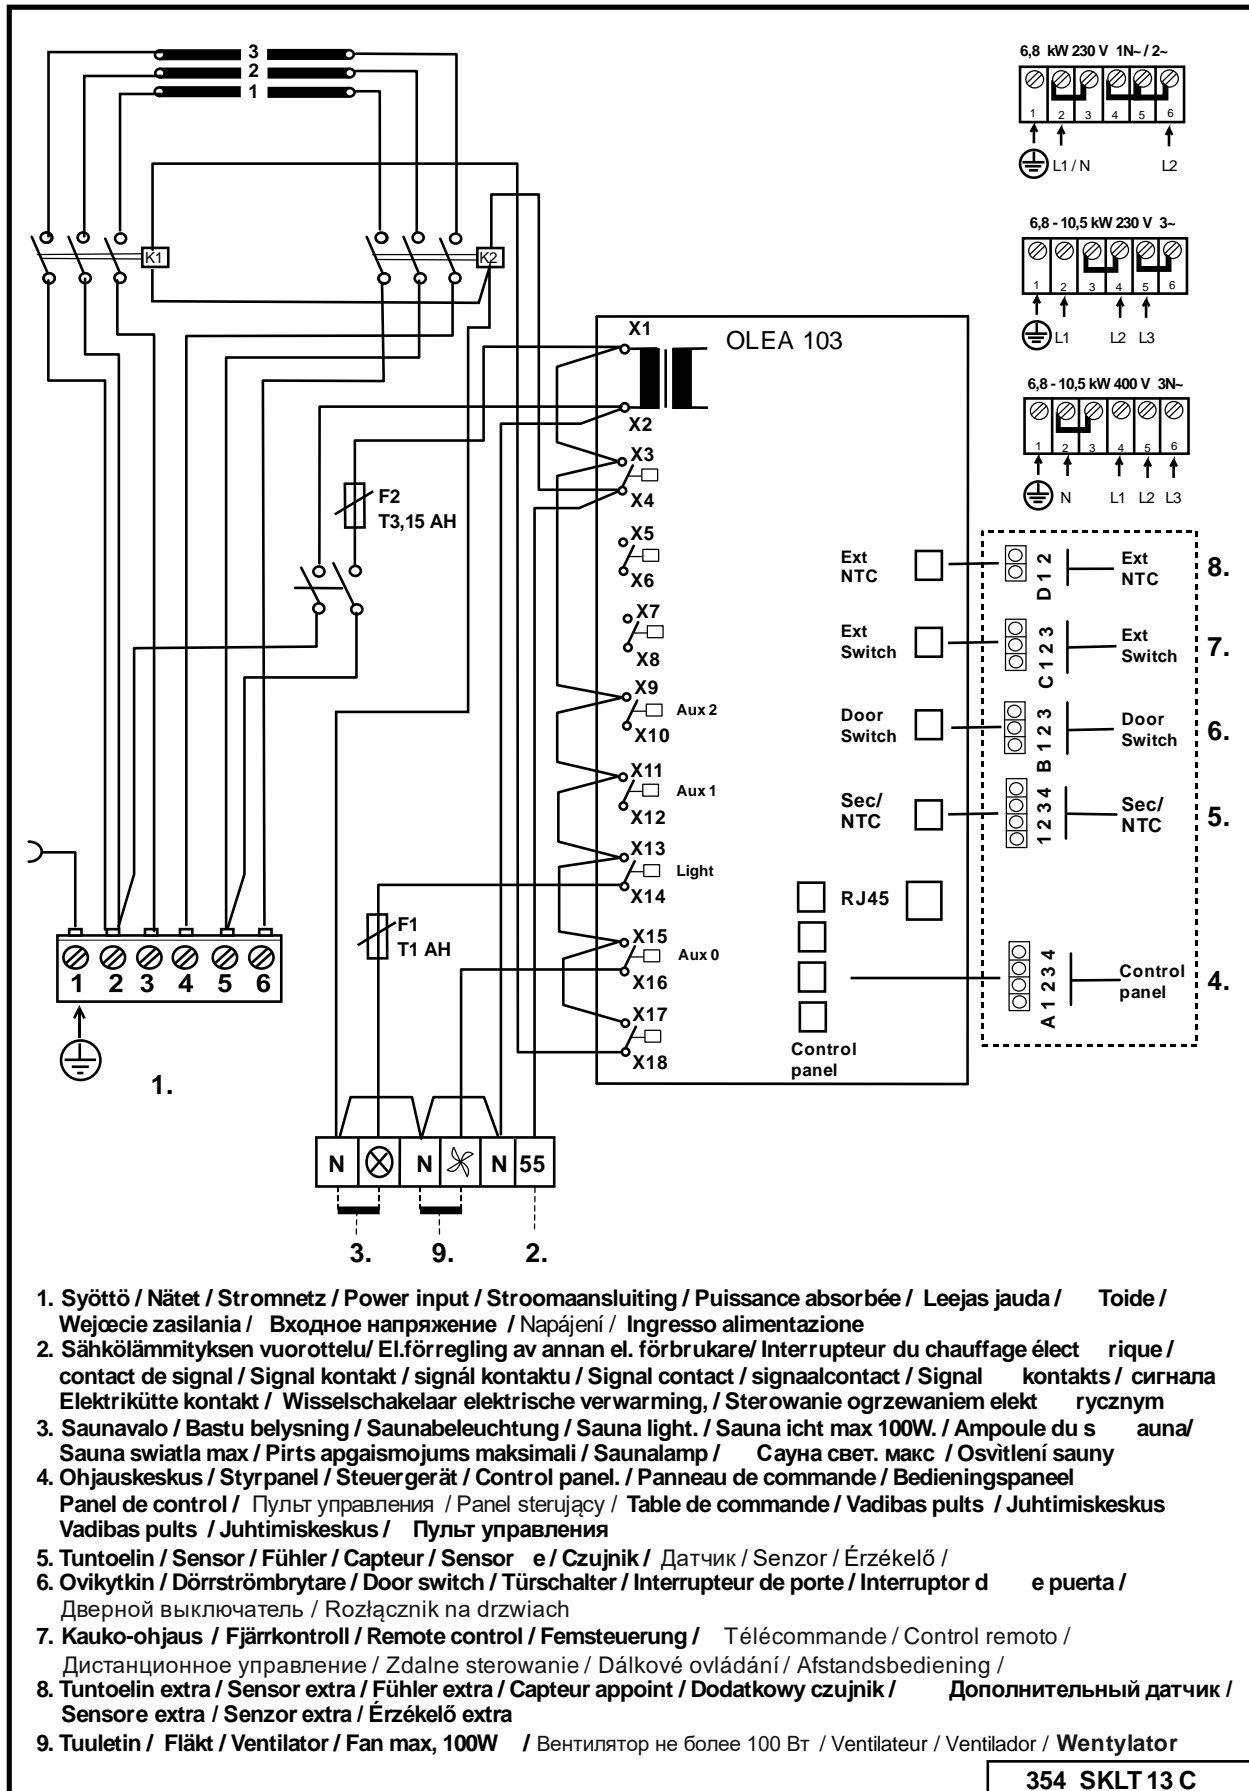 3
2
1
6,8 kW 230 V 1N~ / 2~
1 2 3 4 5 6
L1 / N L2
6,8 - 10,5 kW 230 V 3~
1 2 3 4 5 6
L1 L2 L3
6,8 - 10,5 kW 400 V 3N~
1 2 3 4 5 6
N L1 L2 L3
K1
K2
OLEA 103
X1
X2
X3
X4
X5
X6
X7
X8
X9
Aux 2
X10
X11
Aux 1
X12
X13
Light
X14
X15
Aux 0
X16
X17
X18
F2
T3,15 AH
F1
T1 AH
Ext
NTC
D 1 2
Ext
NTC
8.
Ext
Switch
C 1 2 3
Ext
Switch
7.
Door
Switch
B 1 2 3
Door
Switch
6.
Sec/
NTC
1 2 3 4
Sec/
NTC
5.
RJ45
Control
panel
A 1 2 3 4
Control
panel
4.
1 2 3 4 5 6
1.
N N N 55
3. 9. 2.
1. Syöttö / Nätet / Stromnetz / Power input / Stroomaansluiting / Puissance absorbée / Leejas jauda / Toide /
Wejœcie zasilania / Входное напряжение / Napájení / Ingresso alimentazione
2. Sähkölämmityksen vuorottelu/ El.förregling av annan el. förbrukare/ Interrupteur du chauffage élect rique /
contact de signal / Signal kontakt / signál kontaktu / Signal contact / signaalcontact / Signal kontakts / сигнала
Elektrikütte kontakt / Wisselschakelaar elektrische verwarming, / Sterowanie ogrzewaniem elekt rycznym
3. Saunavalo / Bastu belysning / Saunabeleuchtung / Sauna light. / Sauna icht max 100W. / Ampoule du s auna/
Sauna swiatla max / Pirts apgaismojums maksimali / Saunalamp / Сауна свет. макс / Osvìtlení sauny
4. Ohjauskeskus / Styrpanel / Steuergerät / Control panel. / Panneau de commande / Bedieningspaneel
Panel de control / Пульт управления / Panel sterujący / Table de commande / Vadibas pults / Juhtimiskeskus
Vadibas pults / Juhtimiskeskus / Пульт управления
5. Tuntoelin / Sensor / Fühler / Capteur / Sensor e / Czujnik / Датчик / Senzor / Érzékelő /
6. Ovikytkin / Dörrströmbrytare / Door switch / Türschalter / Interrupteur de porte / Interruptor d e puerta /
Дверной выключатель / Rozłącznik na drzwiach
7. Kauko-ohjaus / Fjärrkontroll / Remote control / Femsteuerung / Télécommande / Control remoto /
Дистанционное управление / Zdalne sterowanie / Dálkové ovládání / Afstandsbediening /
8. Tuntoelin extra / Sensor extra / Fühler extra / Capteur appoint / Dodatkowy czujnik / Дополнительный датчик /
Sensore extra / Senzor extra / Érzékelő extra
9. Tuuletin / Fläkt / Ventilator / Fan max, 100W / Вентилятор не более 100 Вт / Ventilateur / Ventilador / Wentylator
354 SKLT 13 C